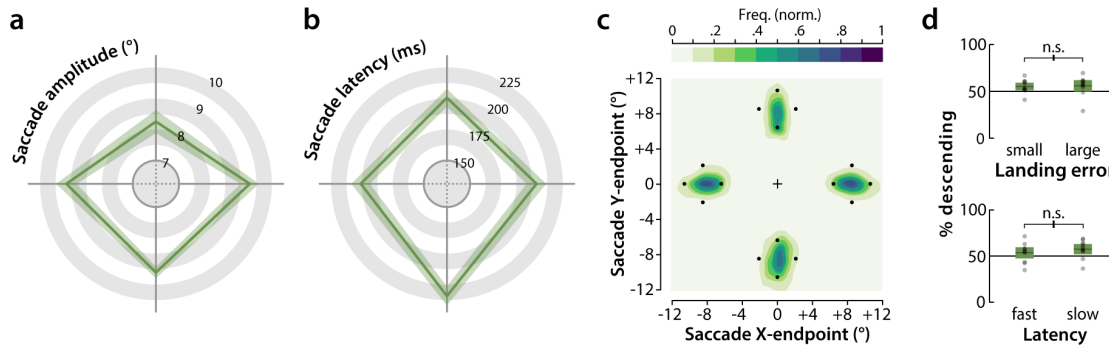 a
Saccade amplitude (°)
10
9
8
7
b
Saccade latency (ms)
225
200
175
150
c
Freq. (norm.)
0 .2 .4 .6 .8 1
+12
+8
+4
0
-4
-8
-12
Saccade Y-endpoint (°)
-12 -8 -4 0 +4 +8 +12
Saccade X-endpoint (°)
d
% descending
100
50
0
n.s.
small large
Landing error
100
50
0
n.s.
fast slow
Latency